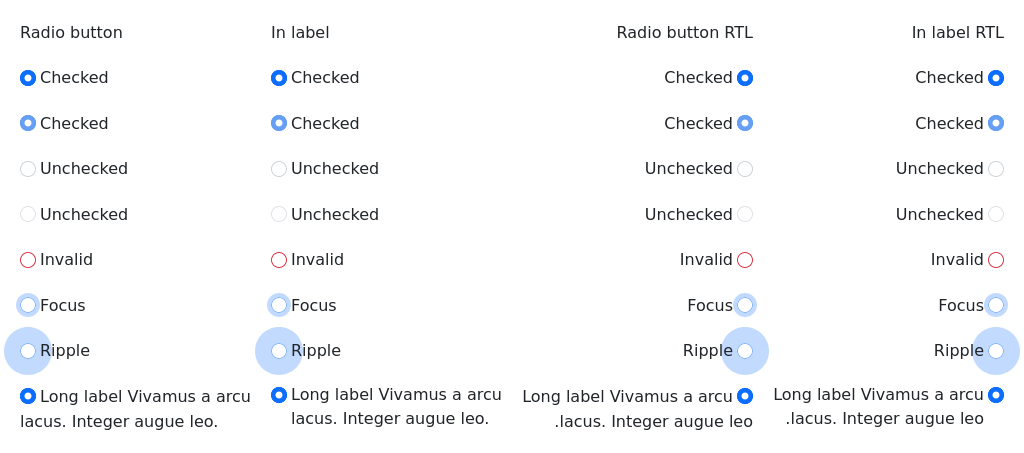 Radio button
Checked
Checked
Unchecked
Unchecked
Invalid
Focus
Ripple
Long label Vivamus a arcu
lacus. Integer augue leo.
In label
Checked
Checked
Unchecked
Unchecked
Invalid
Focus
Ripple
Long label Vivamus a arcu
lacus. Integer augue leo.
Radio button RTL
Checked
Checked
Unchecked
Unchecked
Invalid
Focus
Ripple
Long label Vivamus a arcu
.lacus. Integer augue leo
In label RTL
Checked
Checked
Unchecked
Unchecked
Invalid
Focus
Ripple
Long label Vivamus a arcu
.lacus. Integer augue leo